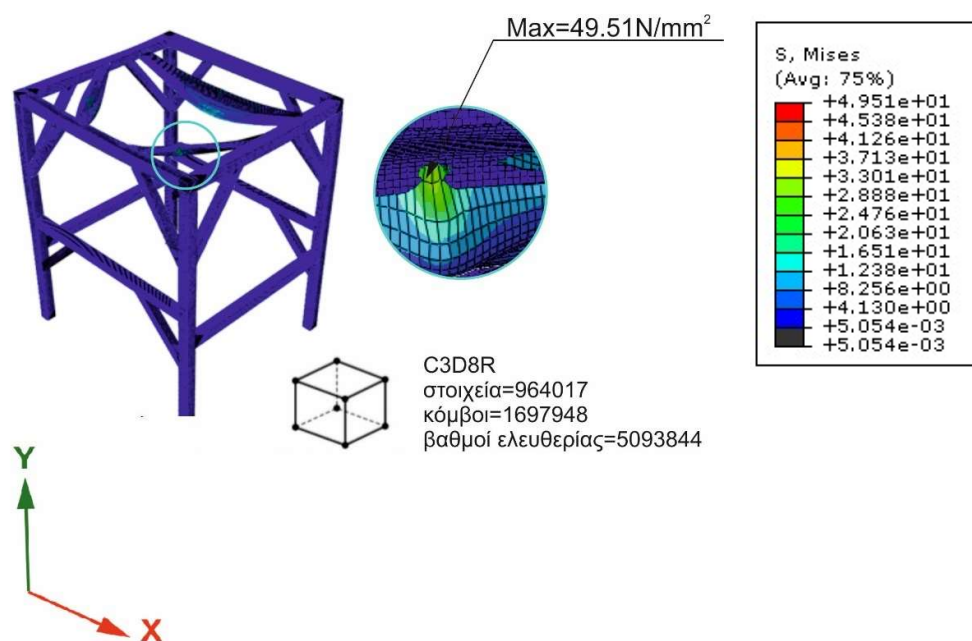 Max=49.51N/mm²
S, Mises
(Avg: 75%)
+4.951e+01
+4.538e+01
+4.126e+01
+3.713e+01
+3.301e+01
+2.888e+01
+2.476e+01
+2.063e+01
+1.651e+01
+1.238e+01
+8.256e+00
+4.130e+00
+5.054e-03
+5.054e-03
C3D8R
στοιχεία=964017
κόμβοι=1697948
βαθμοί ελευθερίας=5093844
Y
X